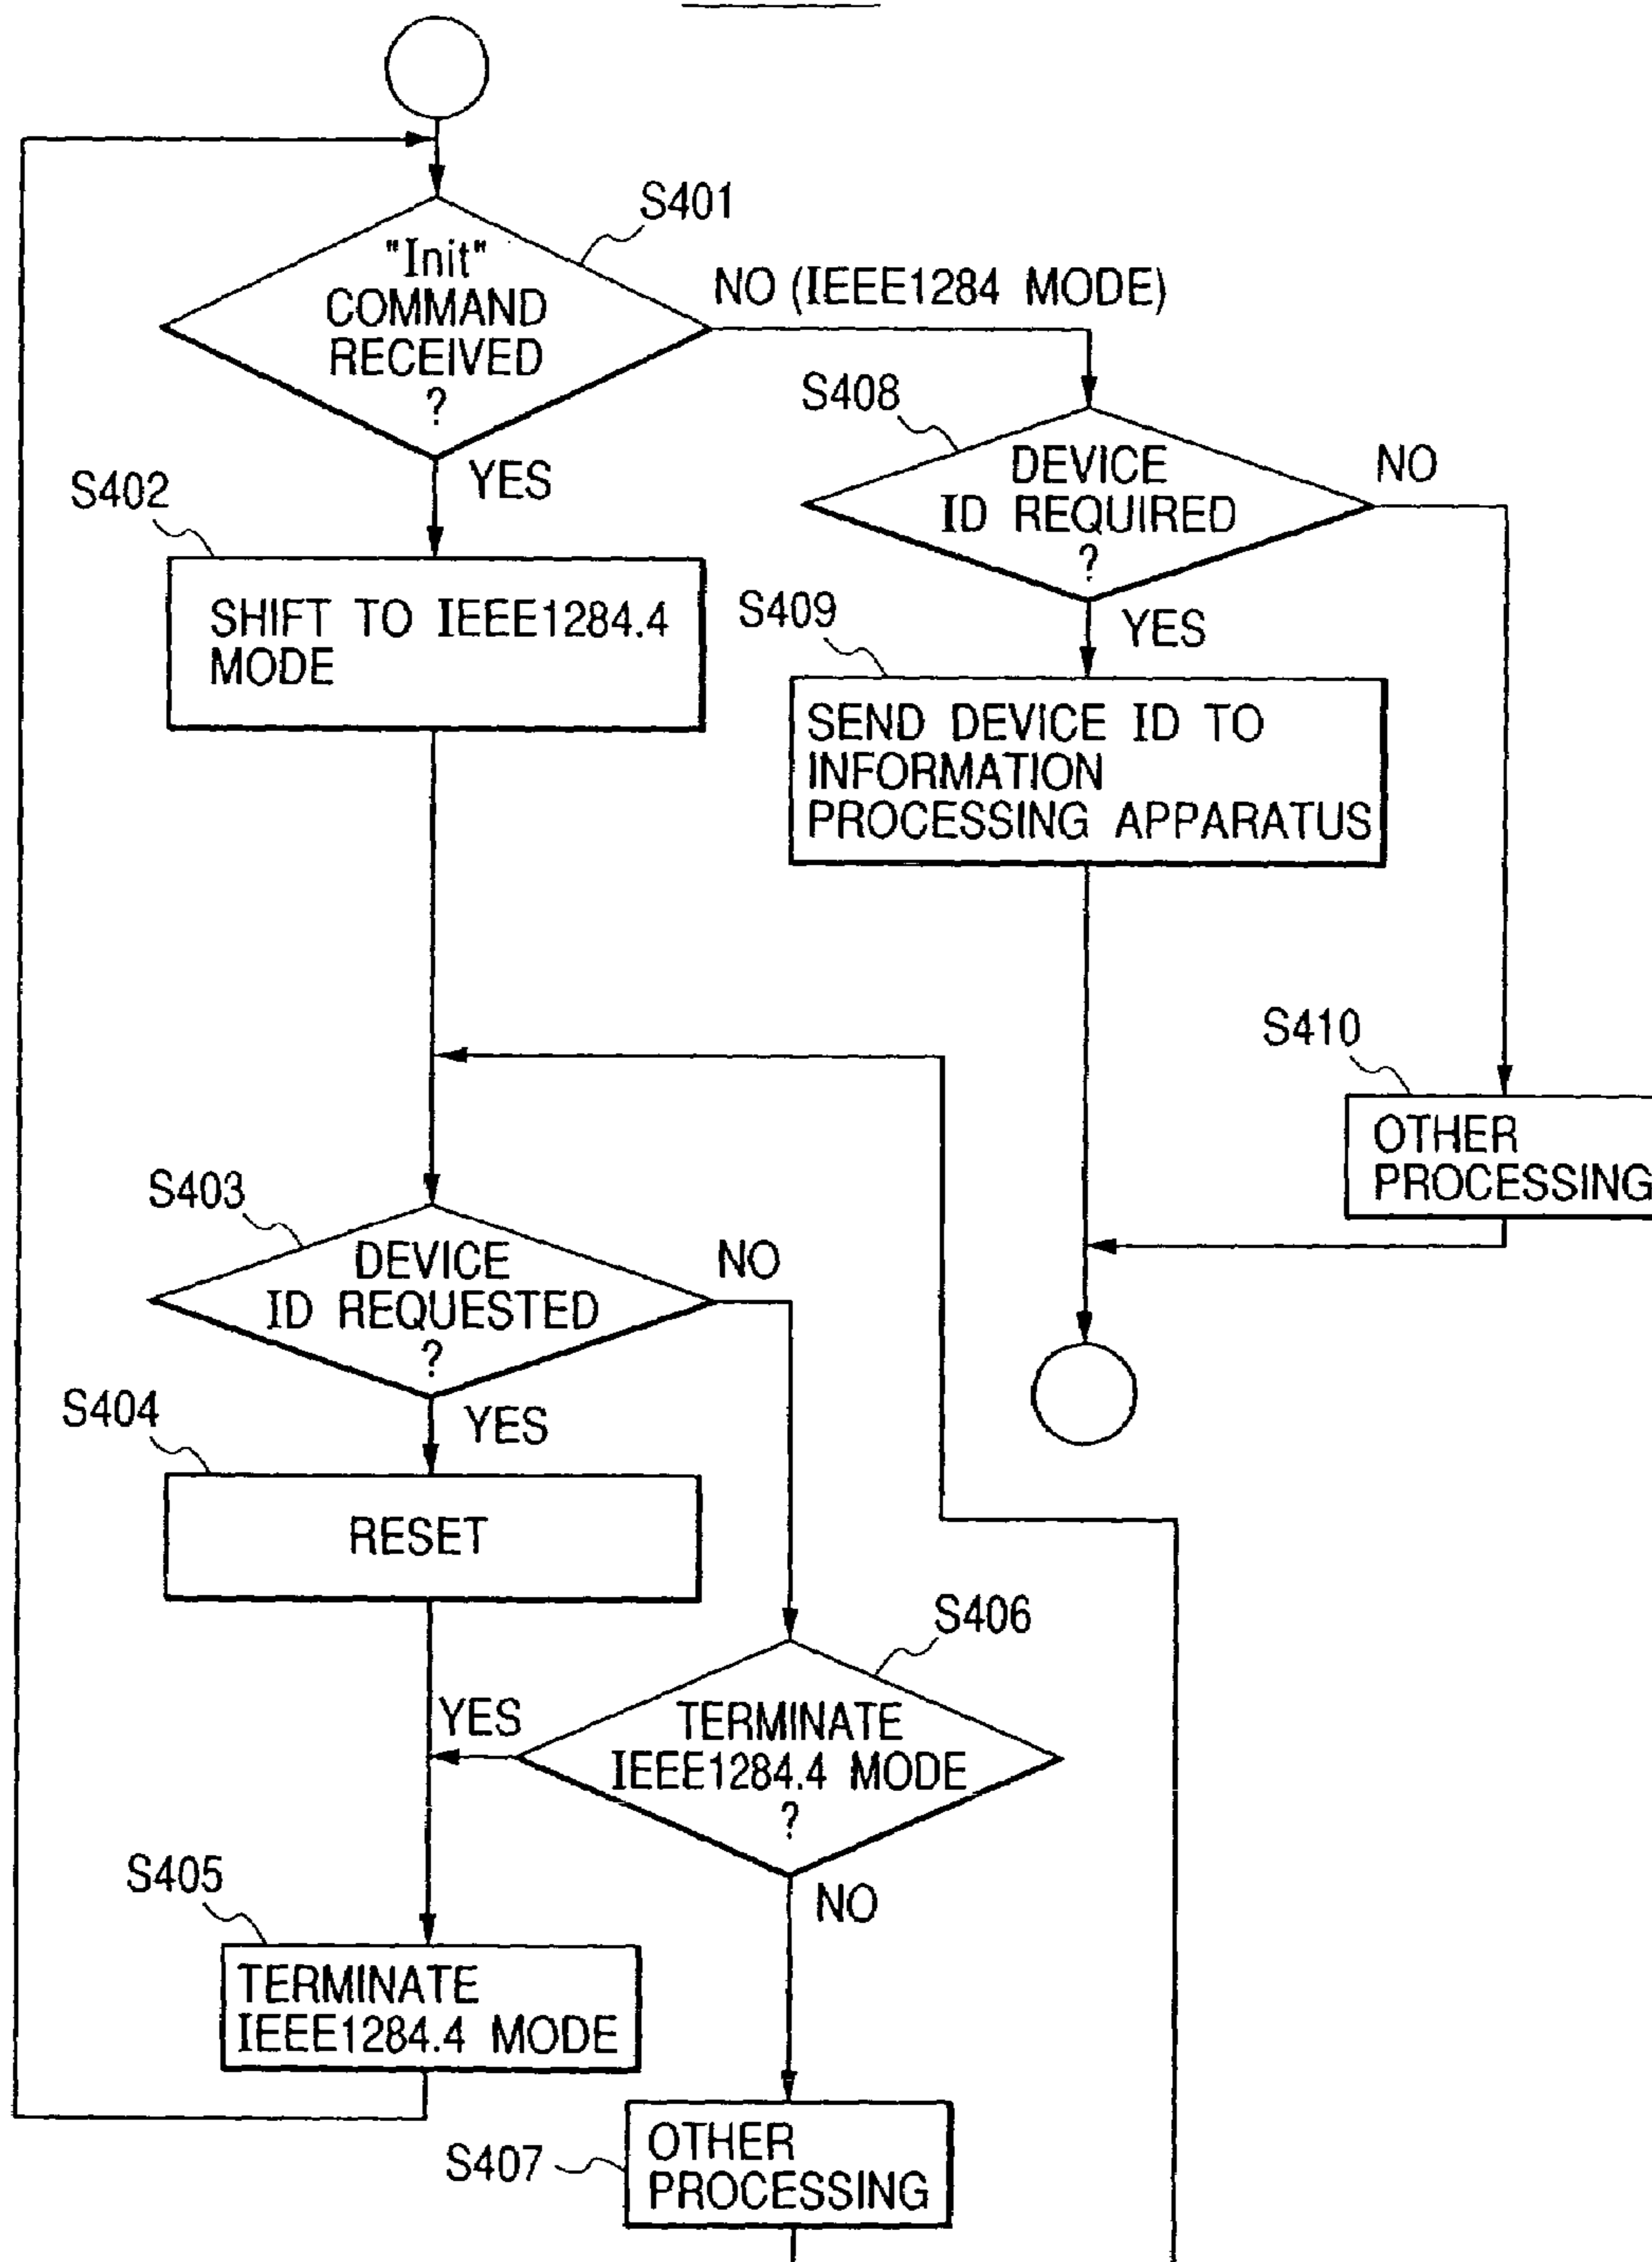 S401
"Init"
COMMAND
RECEIVED
?
NO (IEEE1284 MODE)
YES
S402
SHIFT TO IEEE1284.4
MODE
S408
DEVICE
ID REQUIRED
?
NO
YES
S409
SEND DEVICE ID TO
INFORMATION
PROCESSING APPARATUS
S410
OTHER
PROCESSING
S403
DEVICE
ID REQUESTED
?
NO
YES
S404
RESET
S406
TERMINATE
IEEE1284.4 MODE
?
YES
NO
S405
TERMINATE
IEEE1284.4 MODE
S407
OTHER
PROCESSING